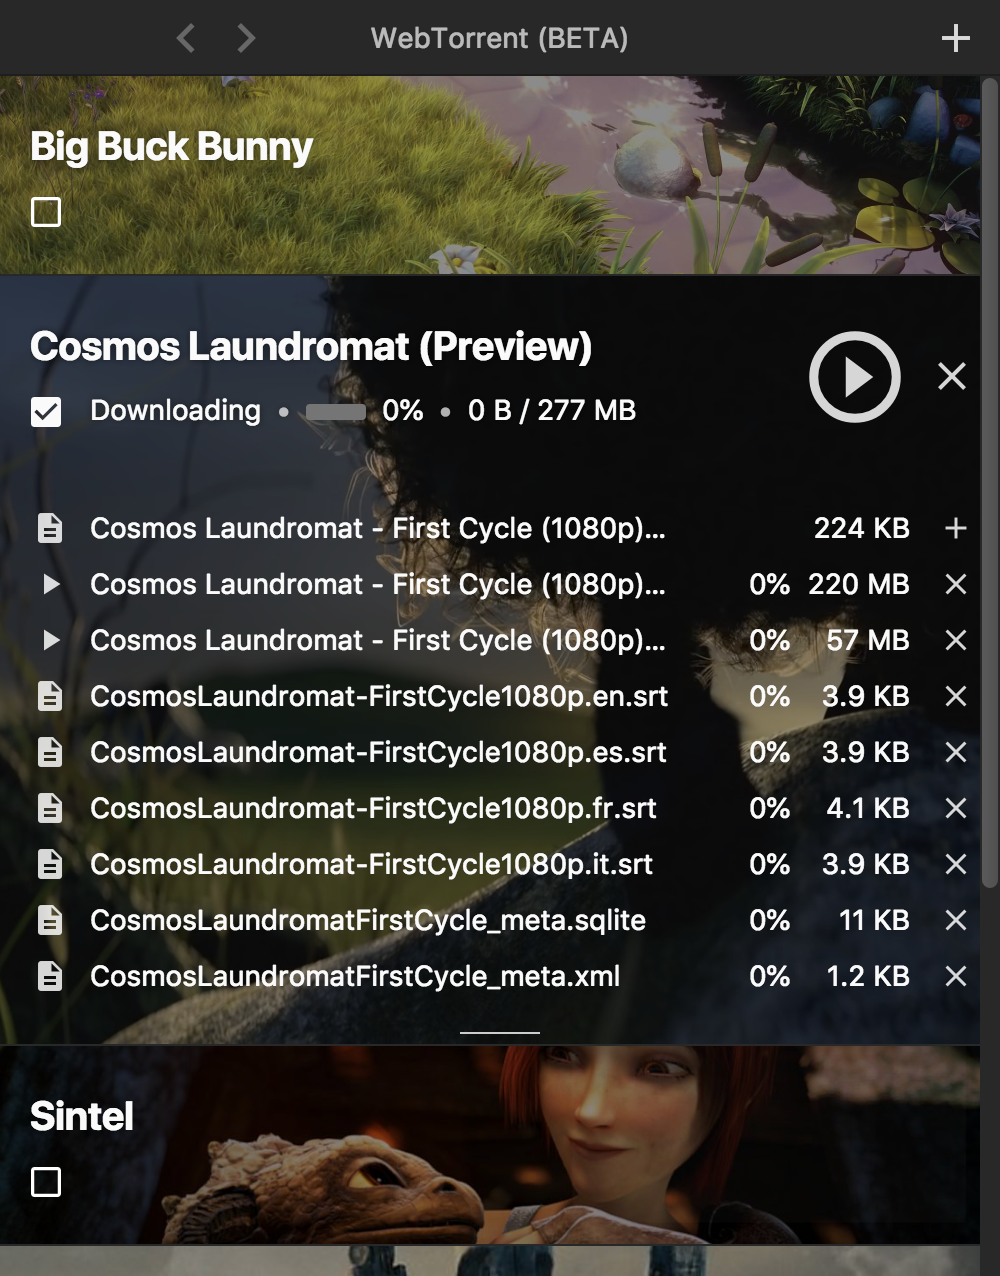 WebTorrent (BETA)
Big Buck Bunny
Cosmos Laundromat (Preview)
Downloading • 0% • 0 B / 277 MB
Cosmos Laundromat - First Cycle (1080p)... 224 KB
Cosmos Laundromat - First Cycle (1080p)... 0% 220 MB
Cosmos Laundromat - First Cycle (1080p)... 0% 57 MB
CosmosLaundromat-FirstCycle1080p.en.srt 0% 3.9 KB
CosmosLaundromat-FirstCycle1080p.es.srt 0% 3.9 KB
CosmosLaundromat-FirstCycle1080p.fr.srt 0% 4.1 KB
CosmosLaundromat-FirstCycle1080p.it.srt 0% 3.9 KB
CosmosLaundromatFirstCycle_meta.sqlite 0% 11 KB
CosmosLaundromatFirstCycle_meta.xml 0% 1.2 KB
Sintel